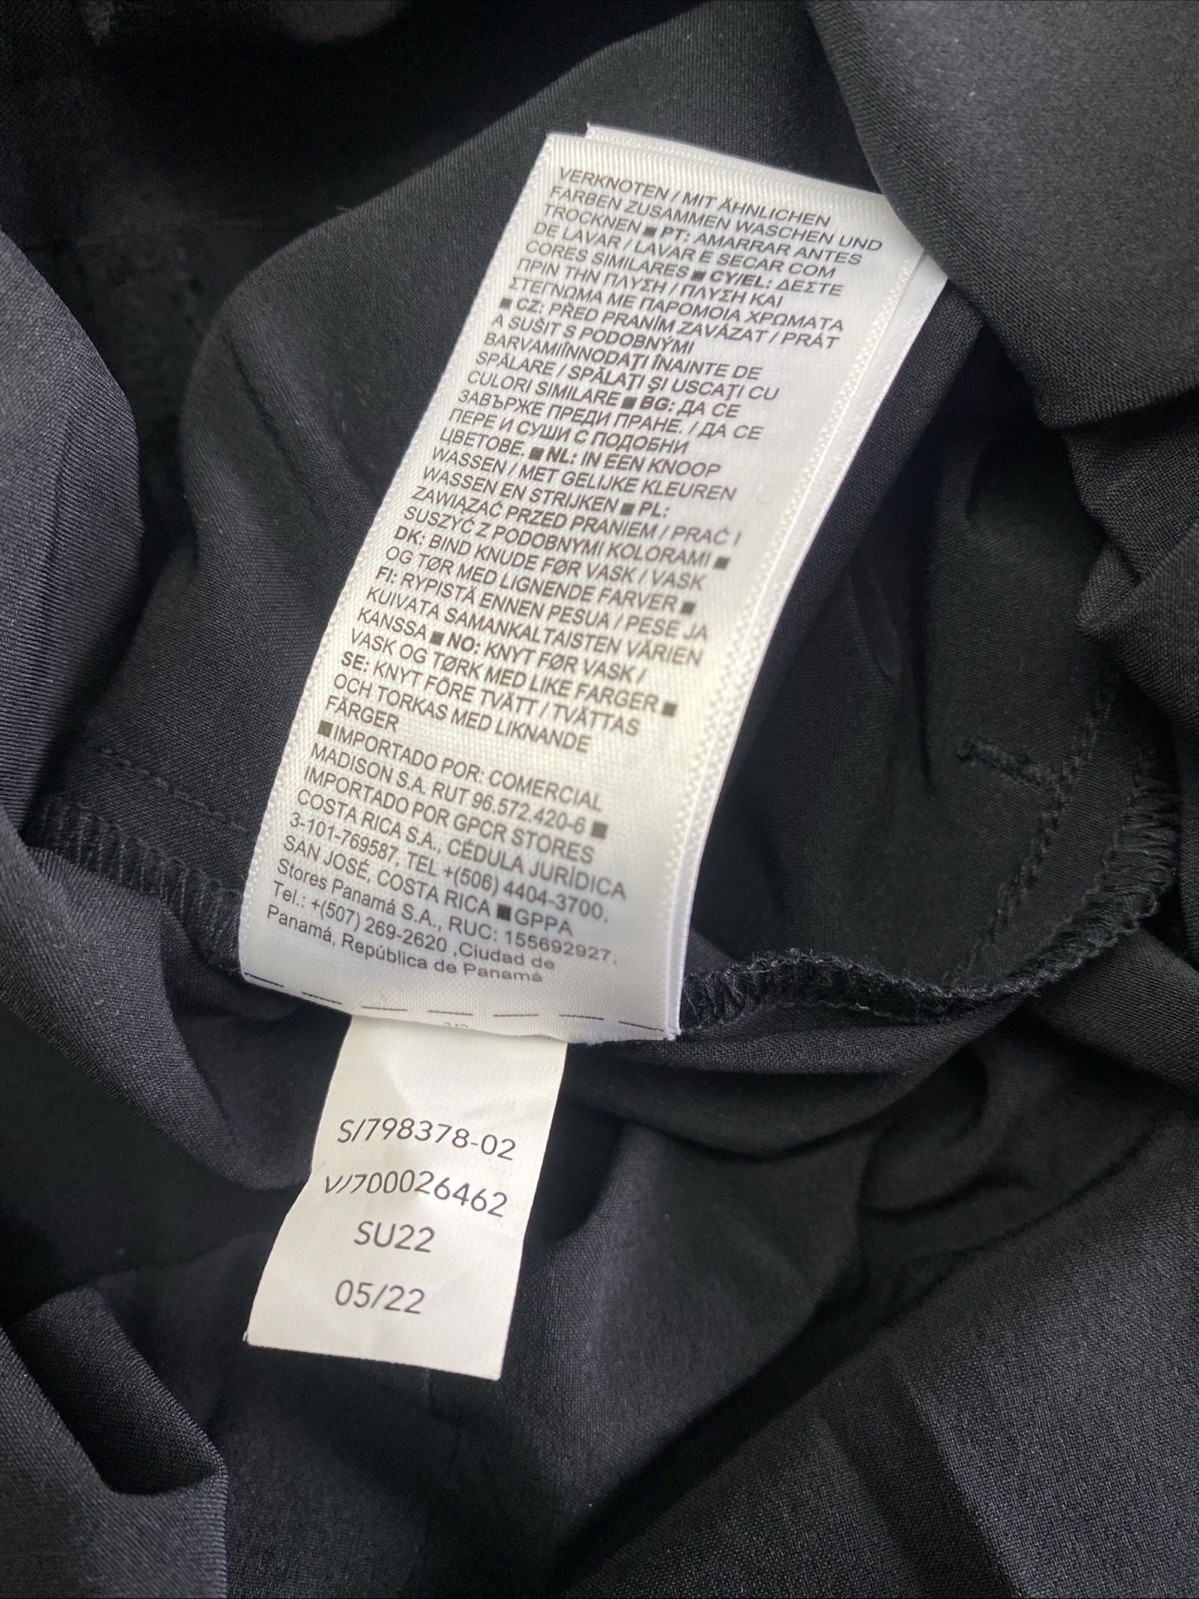 VERKNOTEN / MIT ÄHNLICHEN
FARBEN ZUSAMMEN WASCHEN UND
TROCKNEN ■ PT: AMARRAR ANTES
DE LAVAR / LAVAR E SECAR COM
CORES SIMILARES ■ CY/EL: ΔΕΣΤΕ
ΠΡΙΝ ΤΗΝ ΠΛΥΣΗ / ΠΛΥΣΗ ΚΑΙ
ΣΤΕΓΝΩΜΑ ΜΕ ΠΑΡΟΜΟΙΑ ΧΡΩΜΑΤΑ
■ CZ: PŘED PRANÍM ZAVÁZAT / PRÁT
A SUŠIT S PODOBNÝMI
BARVAMIÎNNODAȚI ÎNAINTE DE
SPĂLARE / SPĂLAȚI ȘI USCAȚI CU
CULORI SIMILARE ■ BG: ДА СЕ
ЗАВЪРЖЕ ПРЕДИ ПРАНЕ. / ДА СЕ
ПЕРЕ И СУШИ С ПОДОБНИ
ЦВЕТОВЕ. ■ NL: IN EEN KNOOP
WASSEN / MET GELIJKE KLEUREN
WASSEN EN STRIJKEN ■ PL:
ZAWIĄZAĆ PRZED PRANIEM / PRAĆ I
SUSZYĆ Z PODOBNYMI KOLORAMI ■
DK: BIND KNUDE FØR VASK / VASK
OG TØR MED LIGNENDE FARVER ■
FI: RYPISTÄ ENNEN PESUA / PESE JA
KUIVATA SAMANKALTAISTEN VÄRIEN
KANSSA ■ NO: KNYT FØR VASK /
VASK OG TØRK MED LIKE FARGER ■
SE: KNYT FÖRE TVÄTT / TVÄTTAS
OCH TORKAS MED LIKNANDE
FÄRGER
■IMPORTADO POR: COMERCIAL
MADISON S.A. RUT 96.572.420-6 ■
IMPORTADO POR GPCR STORES
COSTA RICA S.A., CÉDULA JURÍDICA
3-101-769587, TEL +(506) 4404-3700,
SAN JOSÉ, COSTA RICA ■GPPA
Stores Panamá S.A., RUC: 155692927,
Tel.: +(507) 269-2620 ,Ciudad de
Panamá, República de Panamá
S/798378-02
V/700026462
SU22
05/22